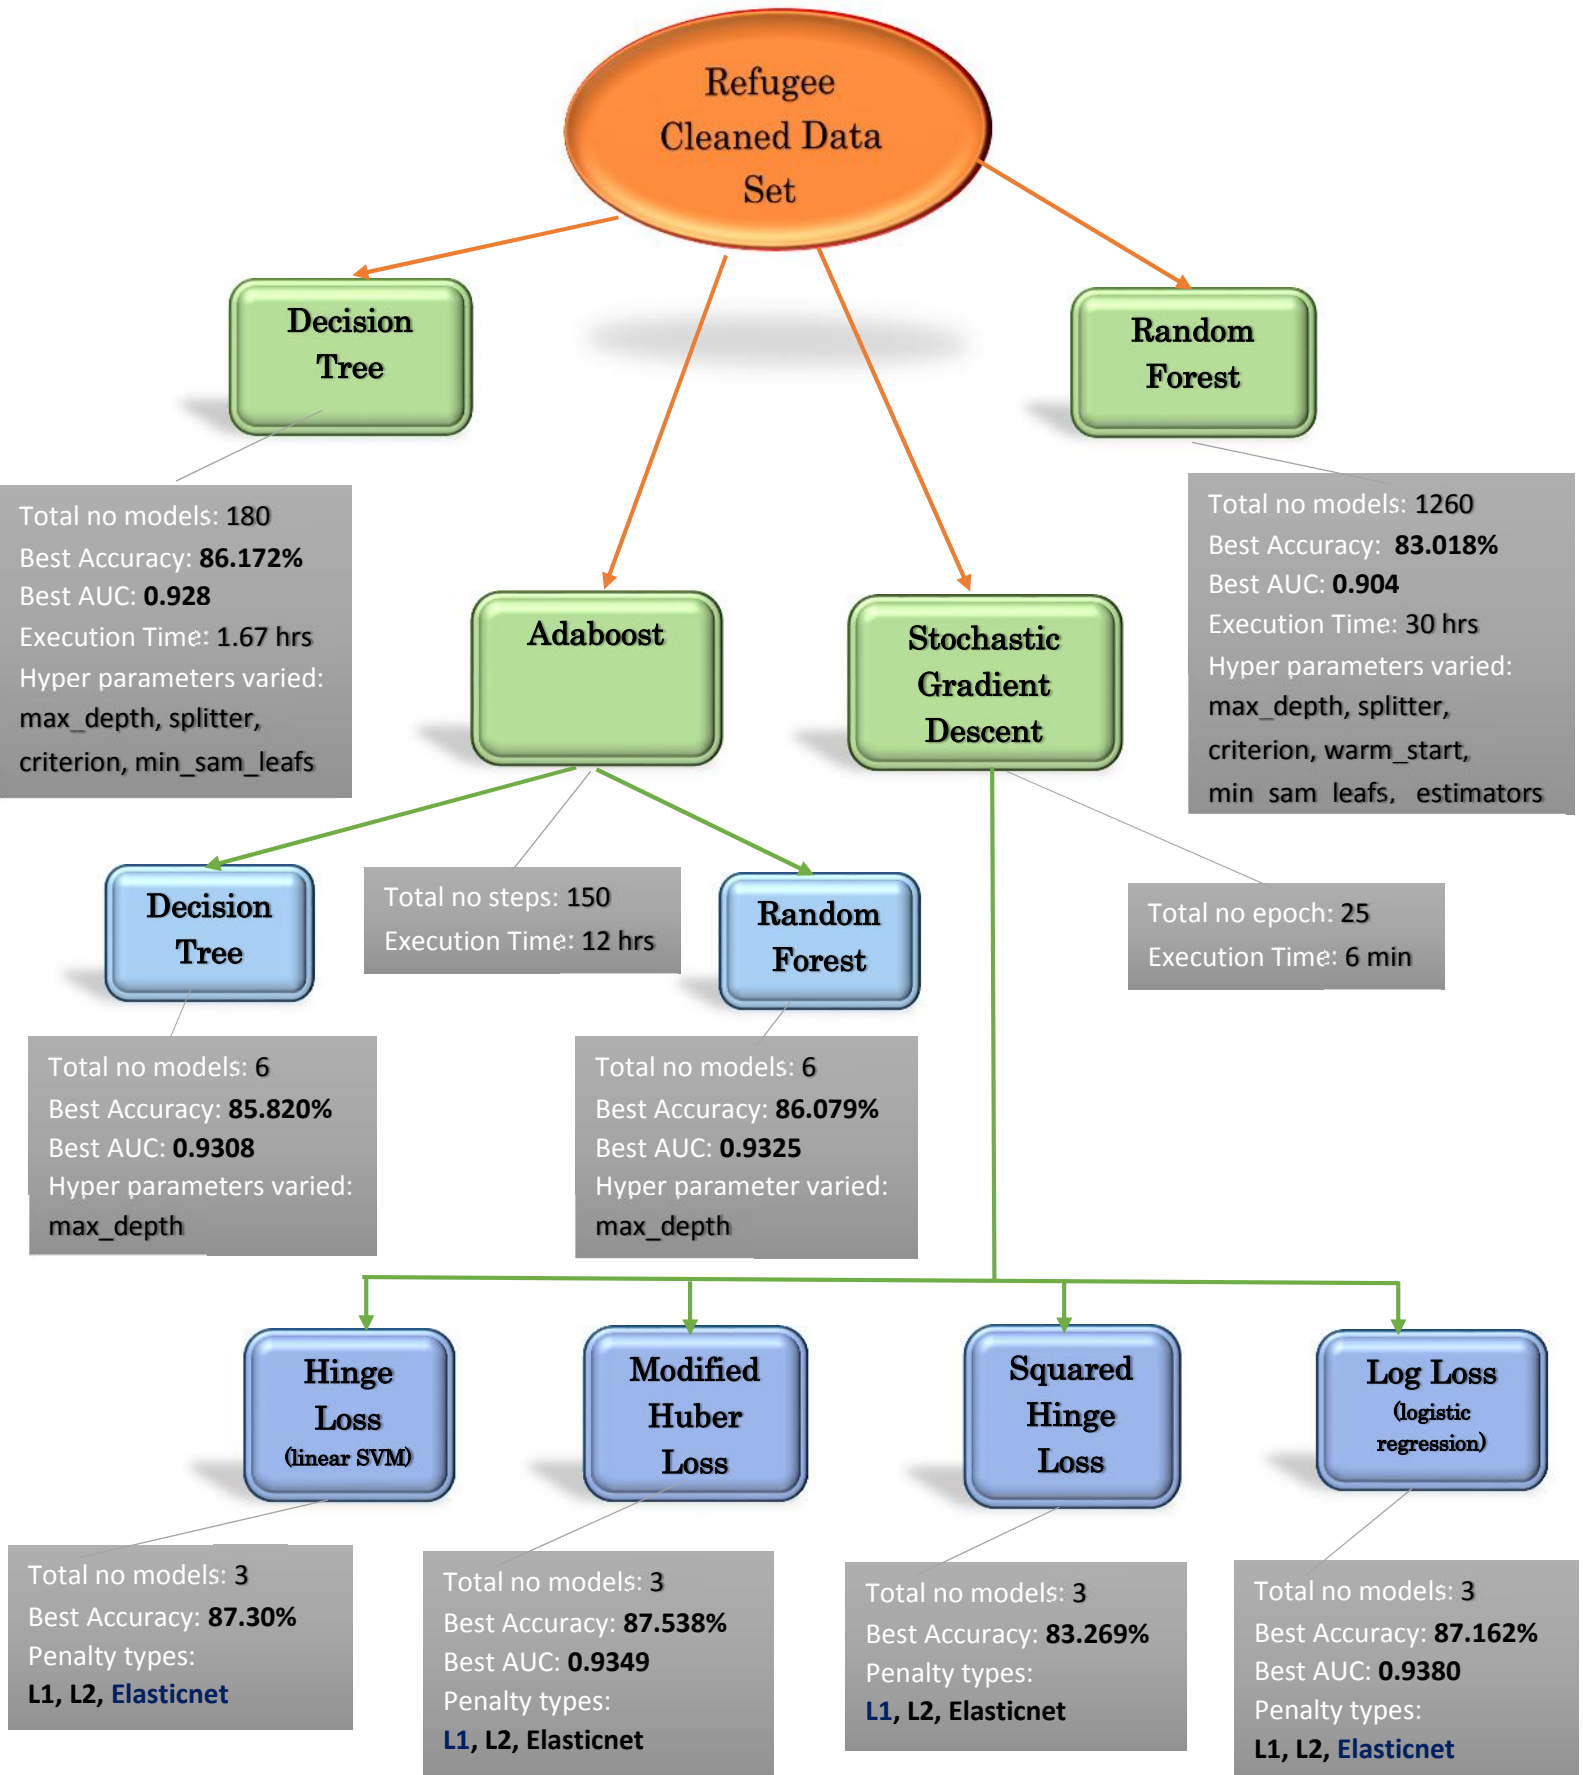 Refugee
Cleaned Data
Set
Decision
Tree
Random
Forest
Total no models: 180
Best Accuracy: 86.172%
Best AUC: 0.928
Execution Time: 1.67 hrs
Hyper parameters varied:
max_depth, splitter,
criterion, min_sam_leafs
Total no models: 1260
Best Accuracy: 83.018%
Best AUC: 0.904
Execution Time: 30 hrs
Hyper parameters varied:
max_depth, splitter,
criterion, warm_start,
min_sam_leafs, estimators
Adaboost
Stochastic
Gradient
Descent
Decision
Tree
Total no steps: 150
Execution Time: 12 hrs
Random
Forest
Total no epoch: 25
Execution Time: 6 min
Total no models: 6
Best Accuracy: 85.820%
Best AUC: 0.9308
Hyper parameters varied:
max_depth
Total no models: 6
Best Accuracy: 86.079%
Best AUC: 0.9325
Hyper parameter varied:
max_depth
Hinge
Loss
(linear SVM)
Modified
Huber
Loss
Squared
Hinge
Loss
Log Loss
(logistic
regression)
Total no models: 3
Best Accuracy: 87.30%
Penalty types:
L1, L2, Elasticnet
Total no models: 3
Best Accuracy: 87.538%
Best AUC: 0.9349
Penalty types:
L1, L2, Elasticnet
Total no models: 3
Best Accuracy: 83.269%
Penalty types:
L1, L2, Elasticnet
Total no models: 3
Best Accuracy: 87.162%
Best AUC: 0.9380
Penalty types:
L1, L2, Elasticnet